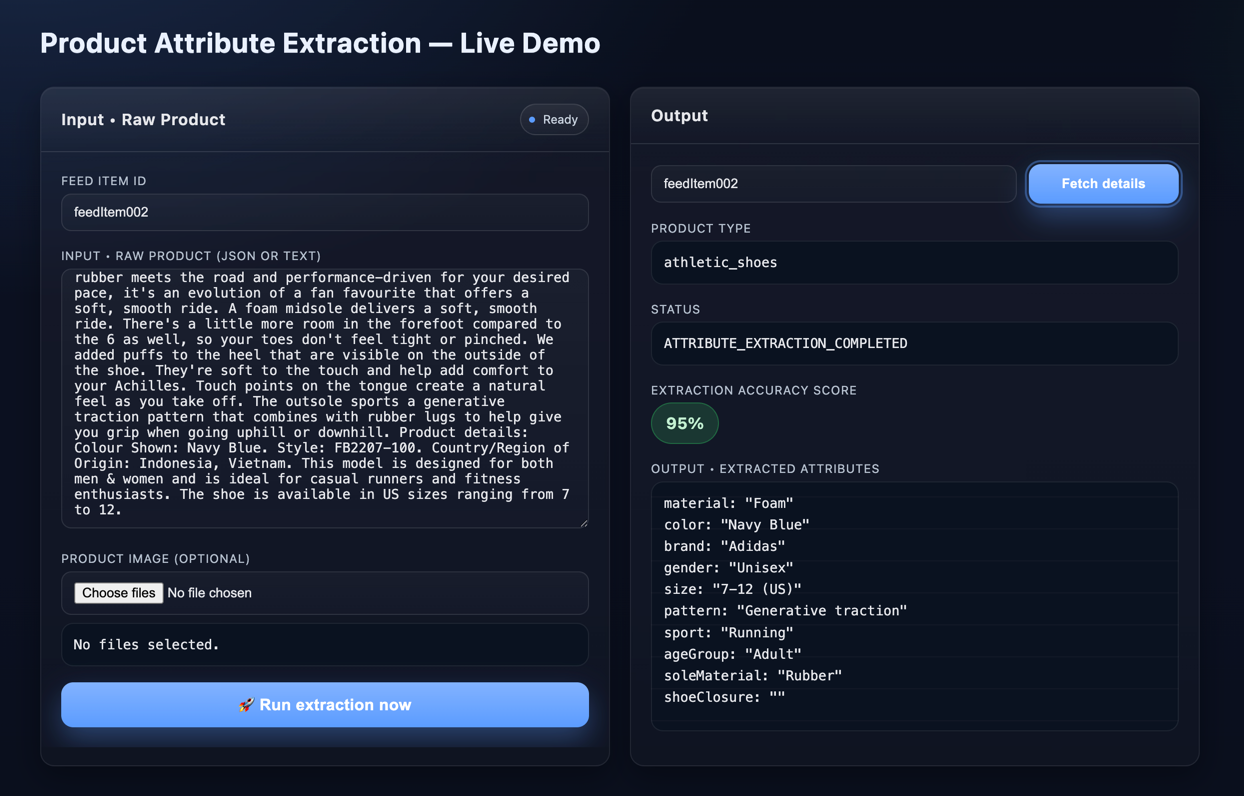 Product Attribute Extraction — Live Demo
Input • Raw Product
Ready
FEED ITEM ID
feedItem002
INPUT • RAW PRODUCT (JSON OR TEXT)
rubber meets the road and performance-driven for your desired
pace, it's an evolution of a fan favourite that offers a
soft, smooth ride. A foam midsole delivers a soft, smooth
ride. There's a little more room in the forefoot compared to
the 6 as well, so your toes don't feel tight or pinched. We
added puffs to the heel that are visible on the outside of
the shoe. They're soft to the touch and help add comfort to
your Achilles. Touch points on the tongue create a natural
feel as you take off. The outsole sports a generative
traction pattern that combines with rubber lugs to help give
you grip when going uphill or downhill. Product details:
Colour Shown: Navy Blue. Style: FB2207-100. Country/Region of
Origin: Indonesia, Vietnam. This model is designed for both
men & women and is ideal for casual runners and fitness
enthusiasts. The shoe is available in US sizes ranging from 7
to 12.
PRODUCT IMAGE (OPTIONAL)
Choose files No file chosen
No files selected.
🚀 Run extraction now
Output
feedItem002
Fetch details
PRODUCT TYPE
athletic_shoes
STATUS
ATTRIBUTE_EXTRACTION_COMPLETED
EXTRACTION ACCURACY SCORE
95%
OUTPUT • EXTRACTED ATTRIBUTES
material: "Foam"
color: "Navy Blue"
brand: "Adidas"
gender: "Unisex"
size: "7-12 (US)"
pattern: "Generative traction"
sport: "Running"
ageGroup: "Adult"
soleMaterial: "Rubber"
shoeClosure: ""